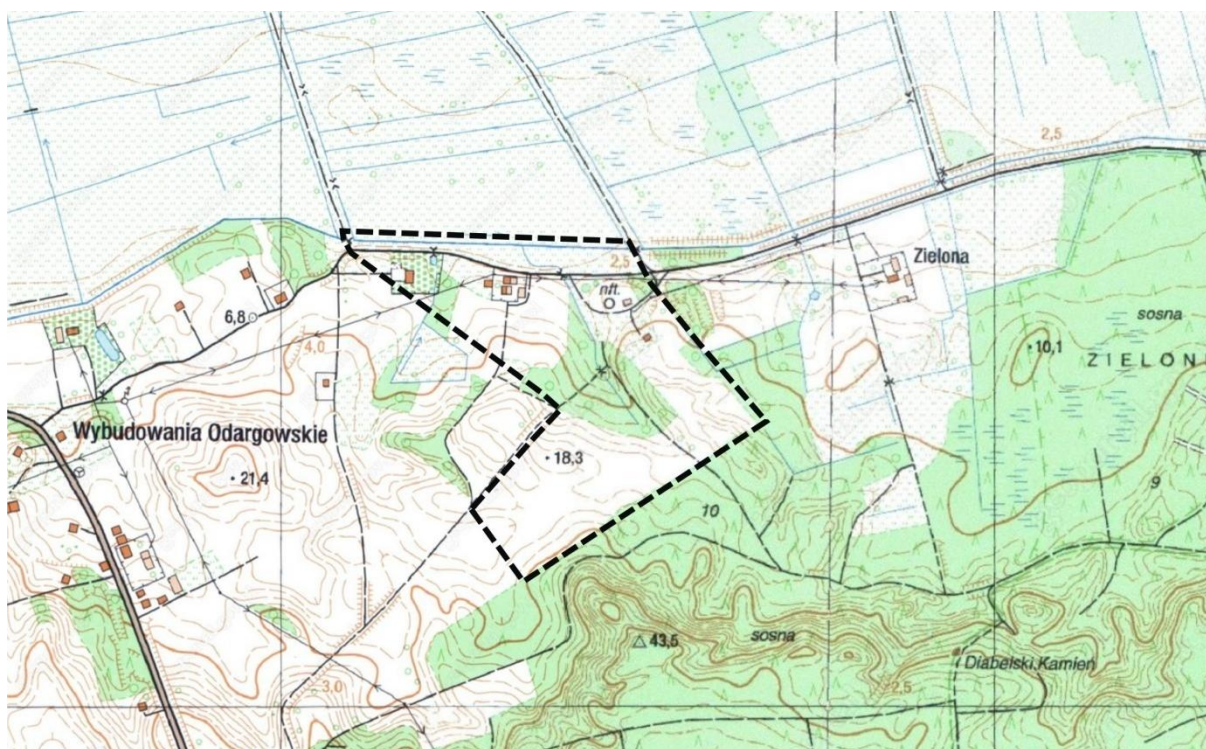 2,5
Zielona
2,5
nft.
sosna
6,8
4,0
10,1
ZIELON
Wybudowania Odargowskie
18,3
21,4
10
9
43,5
sosna
Diabelski Kamień
3,0
2,5